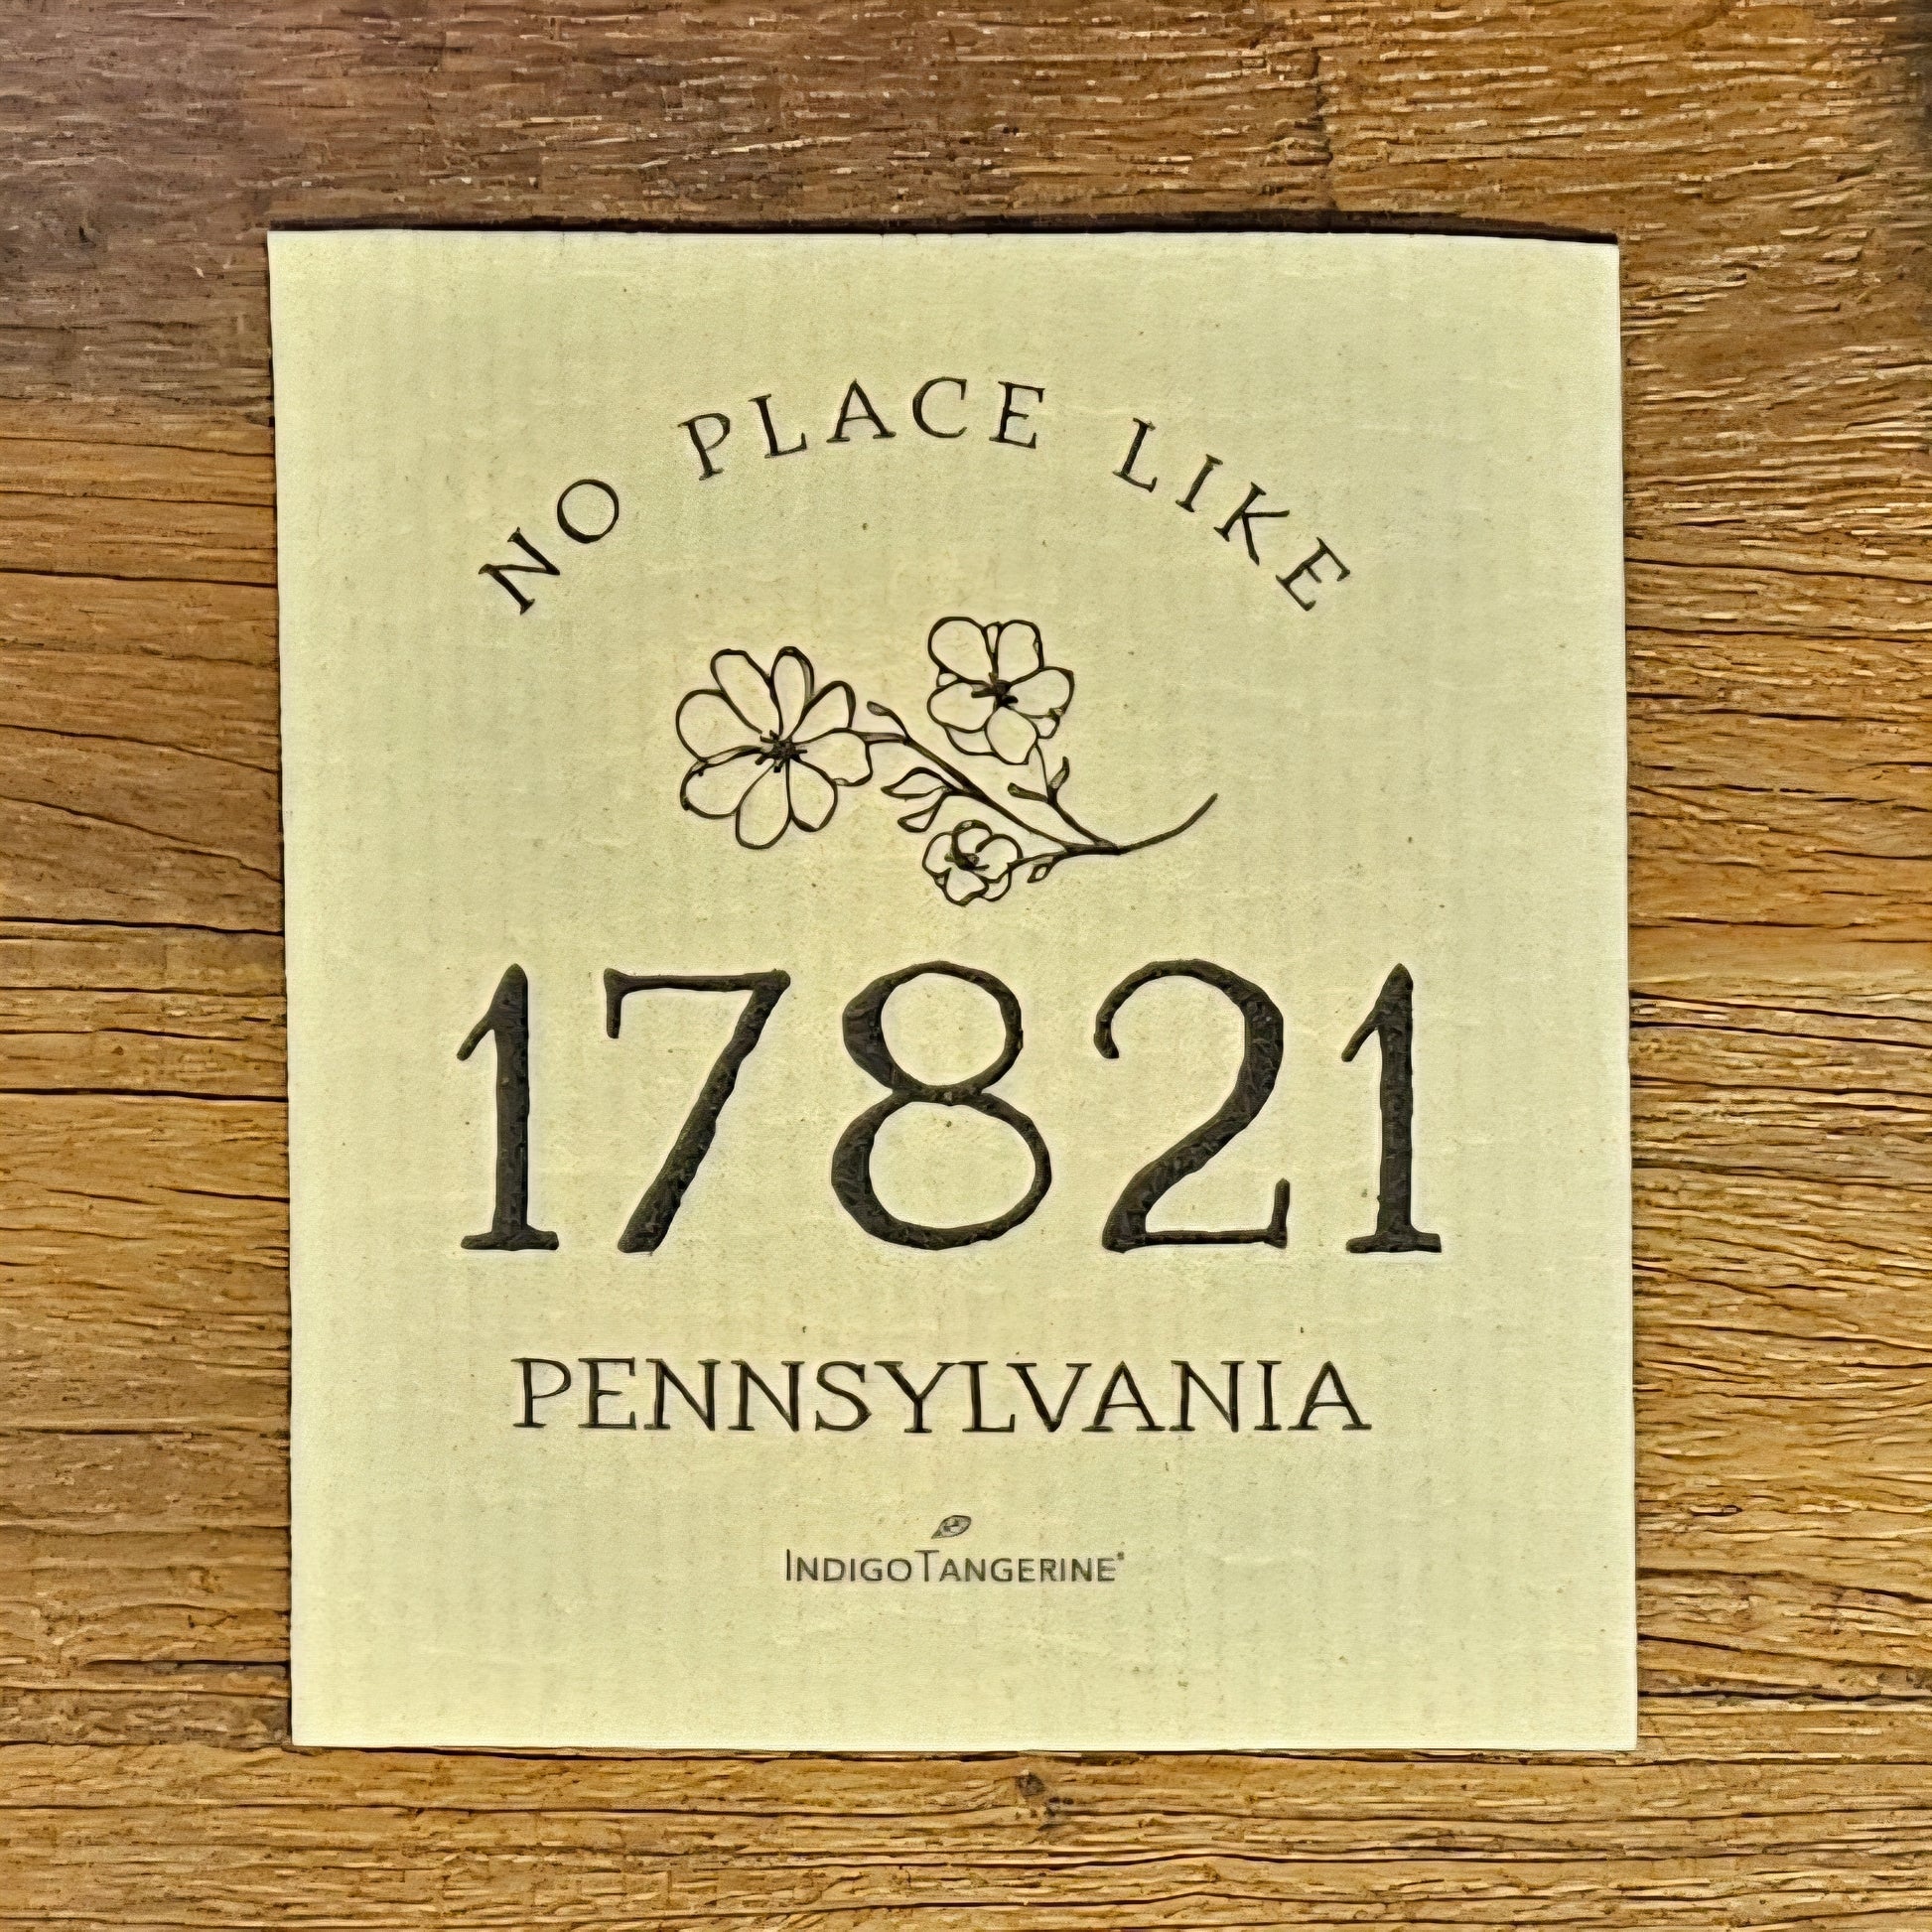 NO PLACE LIKE
17821
PENNSYLVANIA
INDIGOTANGERINE®